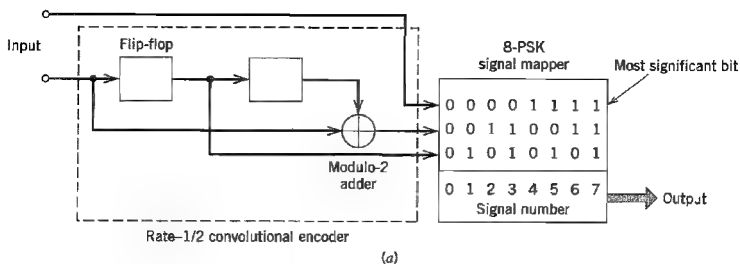 Input
Flip-flop
Modulo-2
adder
Rate-1/2 convolutional encoder
8-PSK
signal mapper
Most significant bit
0 0 0 0 1 1 1 1
0 0 1 1 0 0 1 1
0 1 0 1 0 1 0 1
0 1 2 3 4 5 6 7
Signal number
Output
(a)